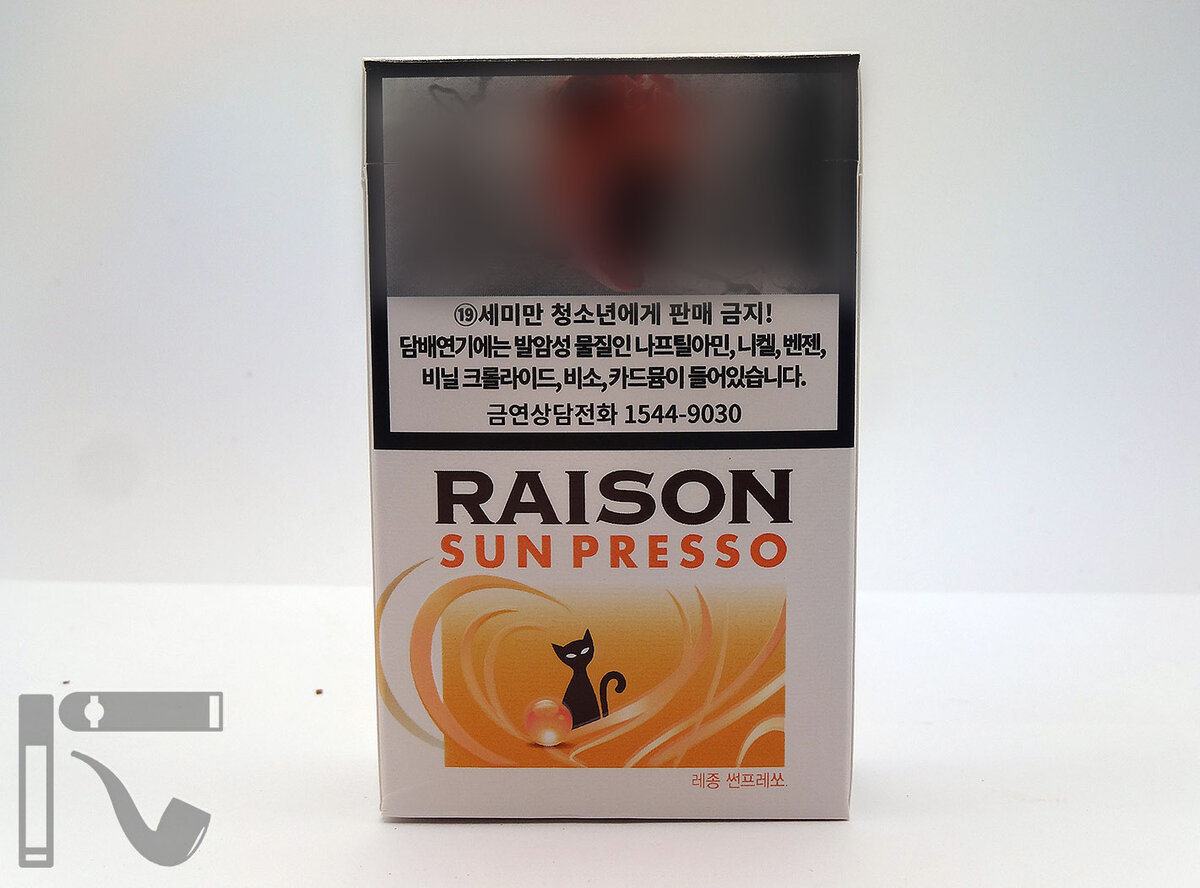 ⑲세미만 청소년에게 판매 금지!
담배연기에는 발암성 물질인 나프틸아민, 니켈, 벤젠,
비닐 크롤라이드, 비소, 카드뮴이 들어있습니다.
금연상담전화 1544-9030
RAISON
SUN PRESSO
레종 썬프레쏘